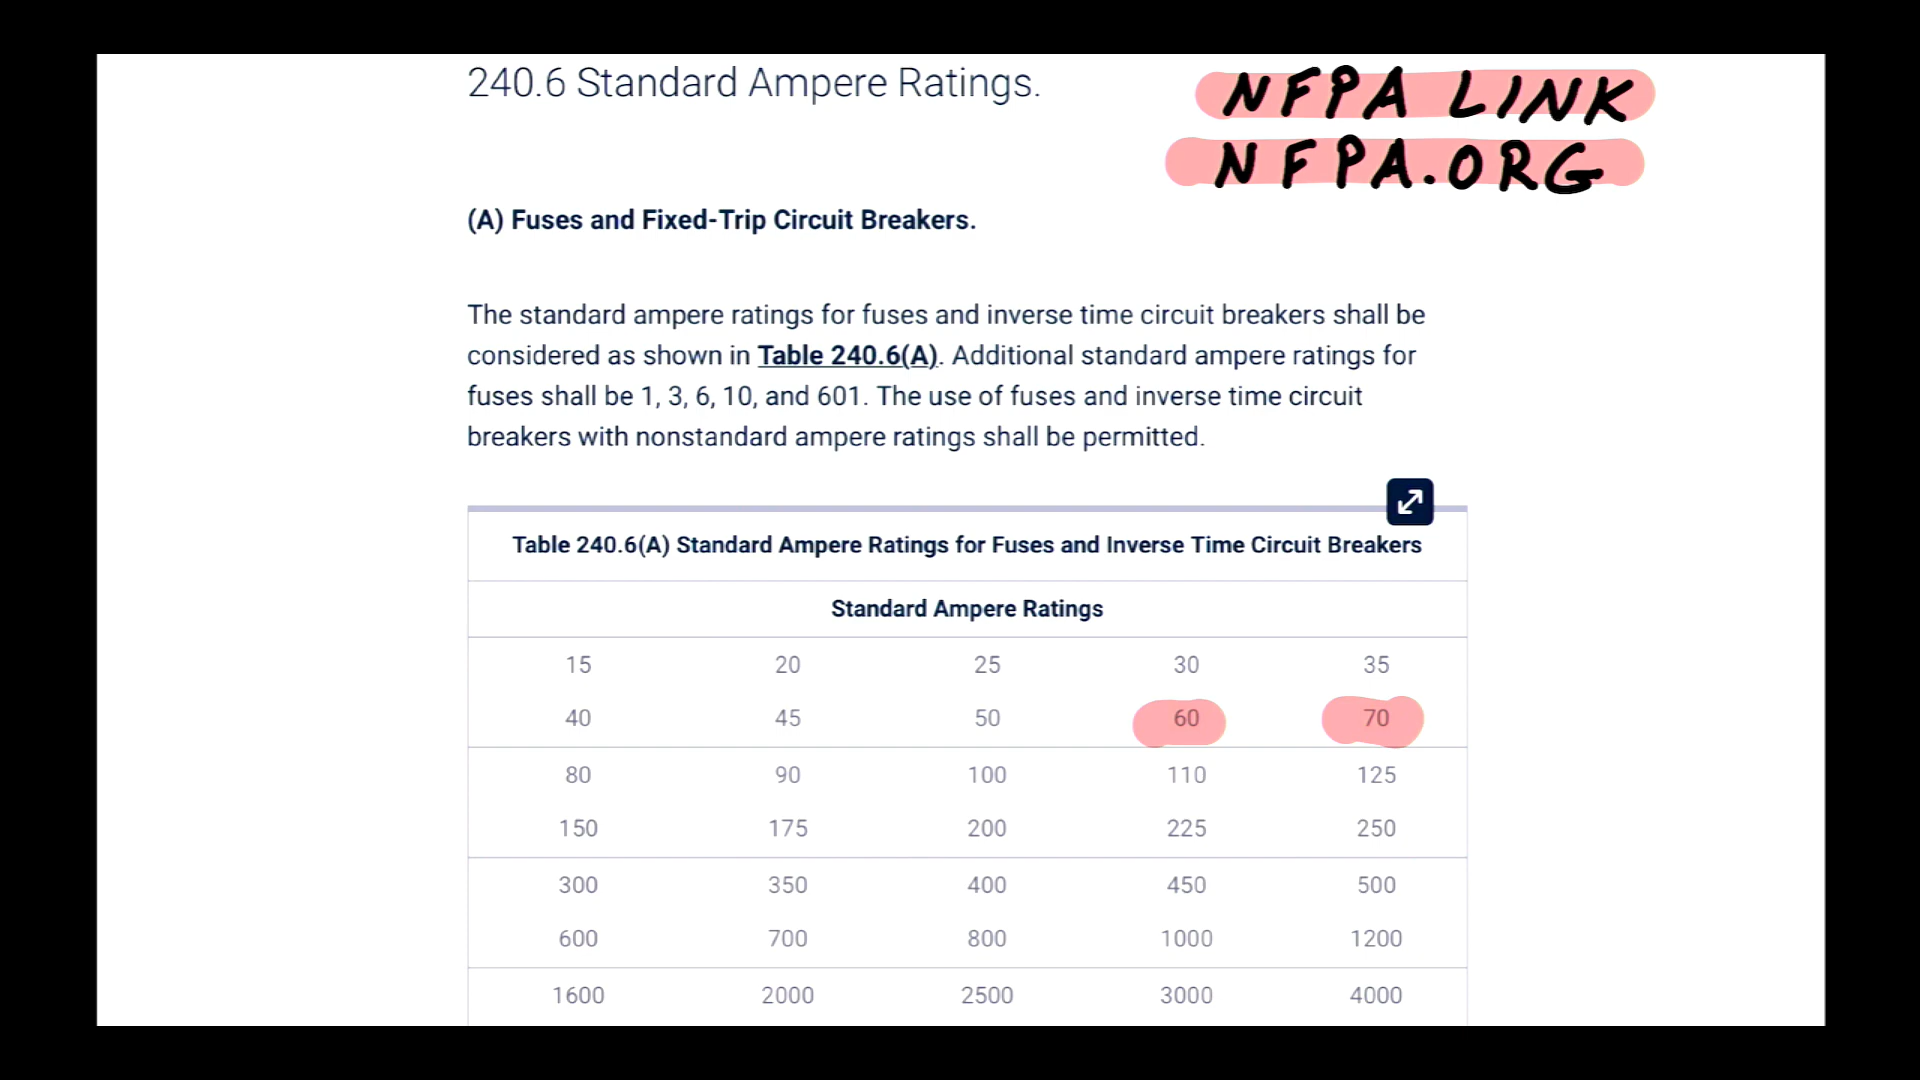 240.6 Standard Ampere Ratings.
NFPA LINK
NFPA.ORG
(A) Fuses and Fixed-Trip Circuit Breakers.
The standard ampere ratings for fuses and inverse time circuit breakers shall be
considered as shown in Table 240.6(A). Additional standard ampere ratings for
fuses shall be 1, 3, 6, 10, and 601. The use of fuses and inverse time circuit
breakers with nonstandard ampere ratings shall be permitted.
Table 240.6(A) Standard Ampere Ratings for Fuses and Inverse Time Circuit Breakers
Standard Ampere Ratings
15 20 25 30 35
40 45 50 60 70
80 90 100 110 125
150 175 200 225 250
300 350 400 450 500
600 700 800 1000 1200
1600 2000 2500 3000 4000